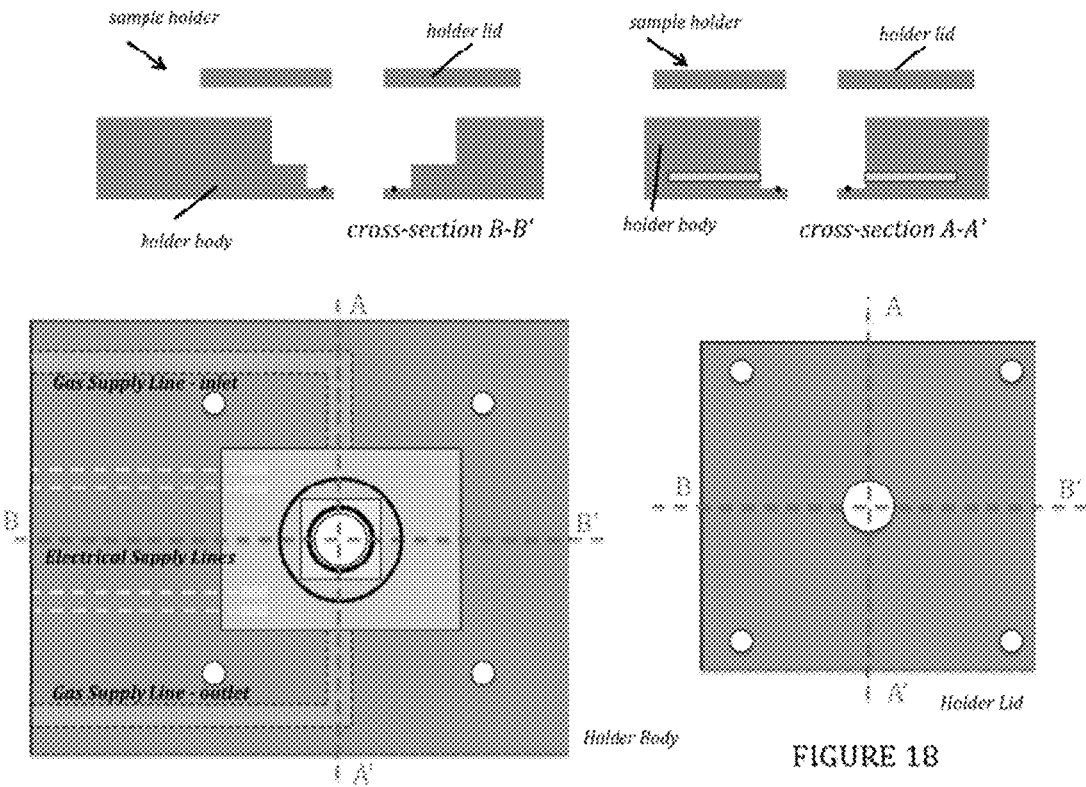 sample holder
holder lid
holder body
cross-section B-B'
sample holder
holder lid
holder body
cross-section A-A'
A
Gas Supply Line - inlet
B
B'
Electrical Supply Lines
Gas Supply Line - outlet
A'
Holder Body
A
B
B'
A'
Holder Lid
FIGURE 18